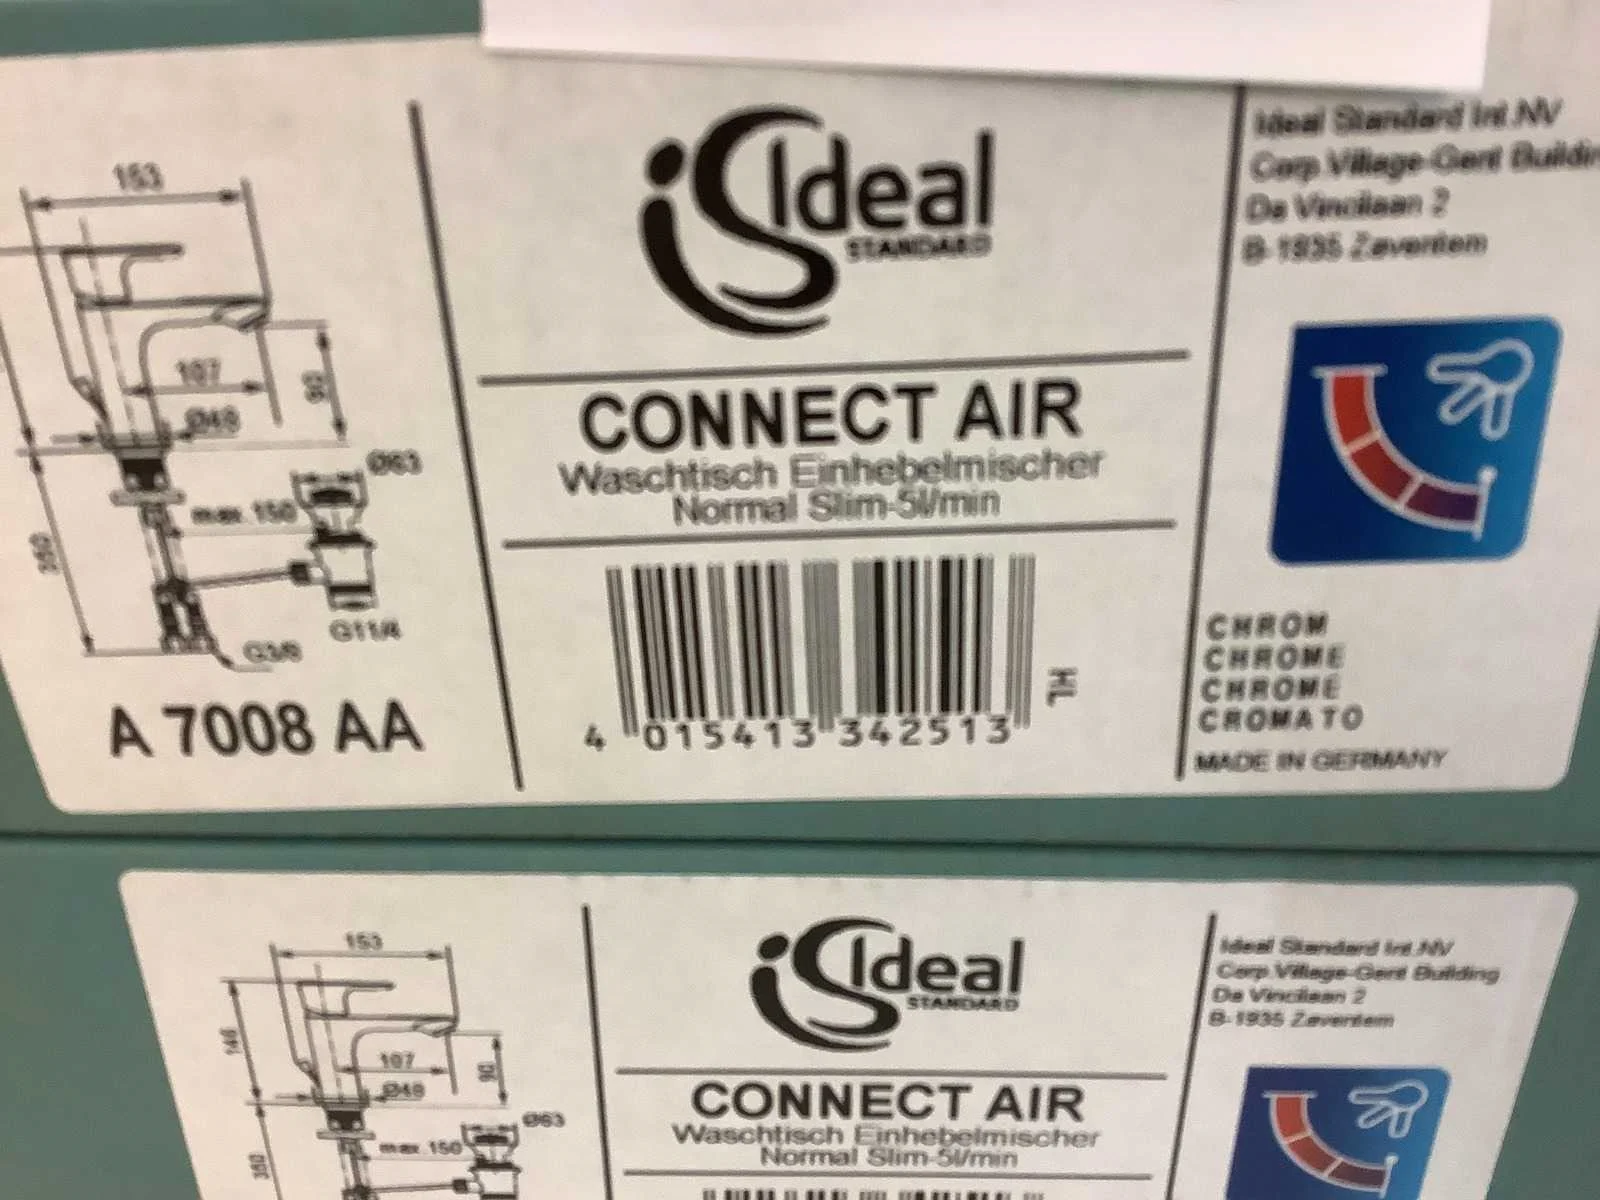 153
107
90
Ø48
Ø63
max. 150
350
G11/4
G3/8
A 7008 AA
Ideal
STANDARD
CONNECT AIR
Waschtisch Einhebelmischer
Normal Slim-5l/min
4 015413 342513
HL
Ideal Standard Int.NV
Corp.Village-Gent Buildin
Da Vincilaan 2
B-1935 Zaventem
CHROM
CHROME
CHROME
CROMATO
MADE IN GERMANY
153
146
107
90
Ø48
Ø63
max. 150
350
Ideal
STANDARD
CONNECT AIR
Waschtisch Einhebelmischer
Normal Slim-5l/min
Ideal Standard Int.NV
Corp.Village-Gent Building
Da Vincilaan 2
B-1935 Zaventem